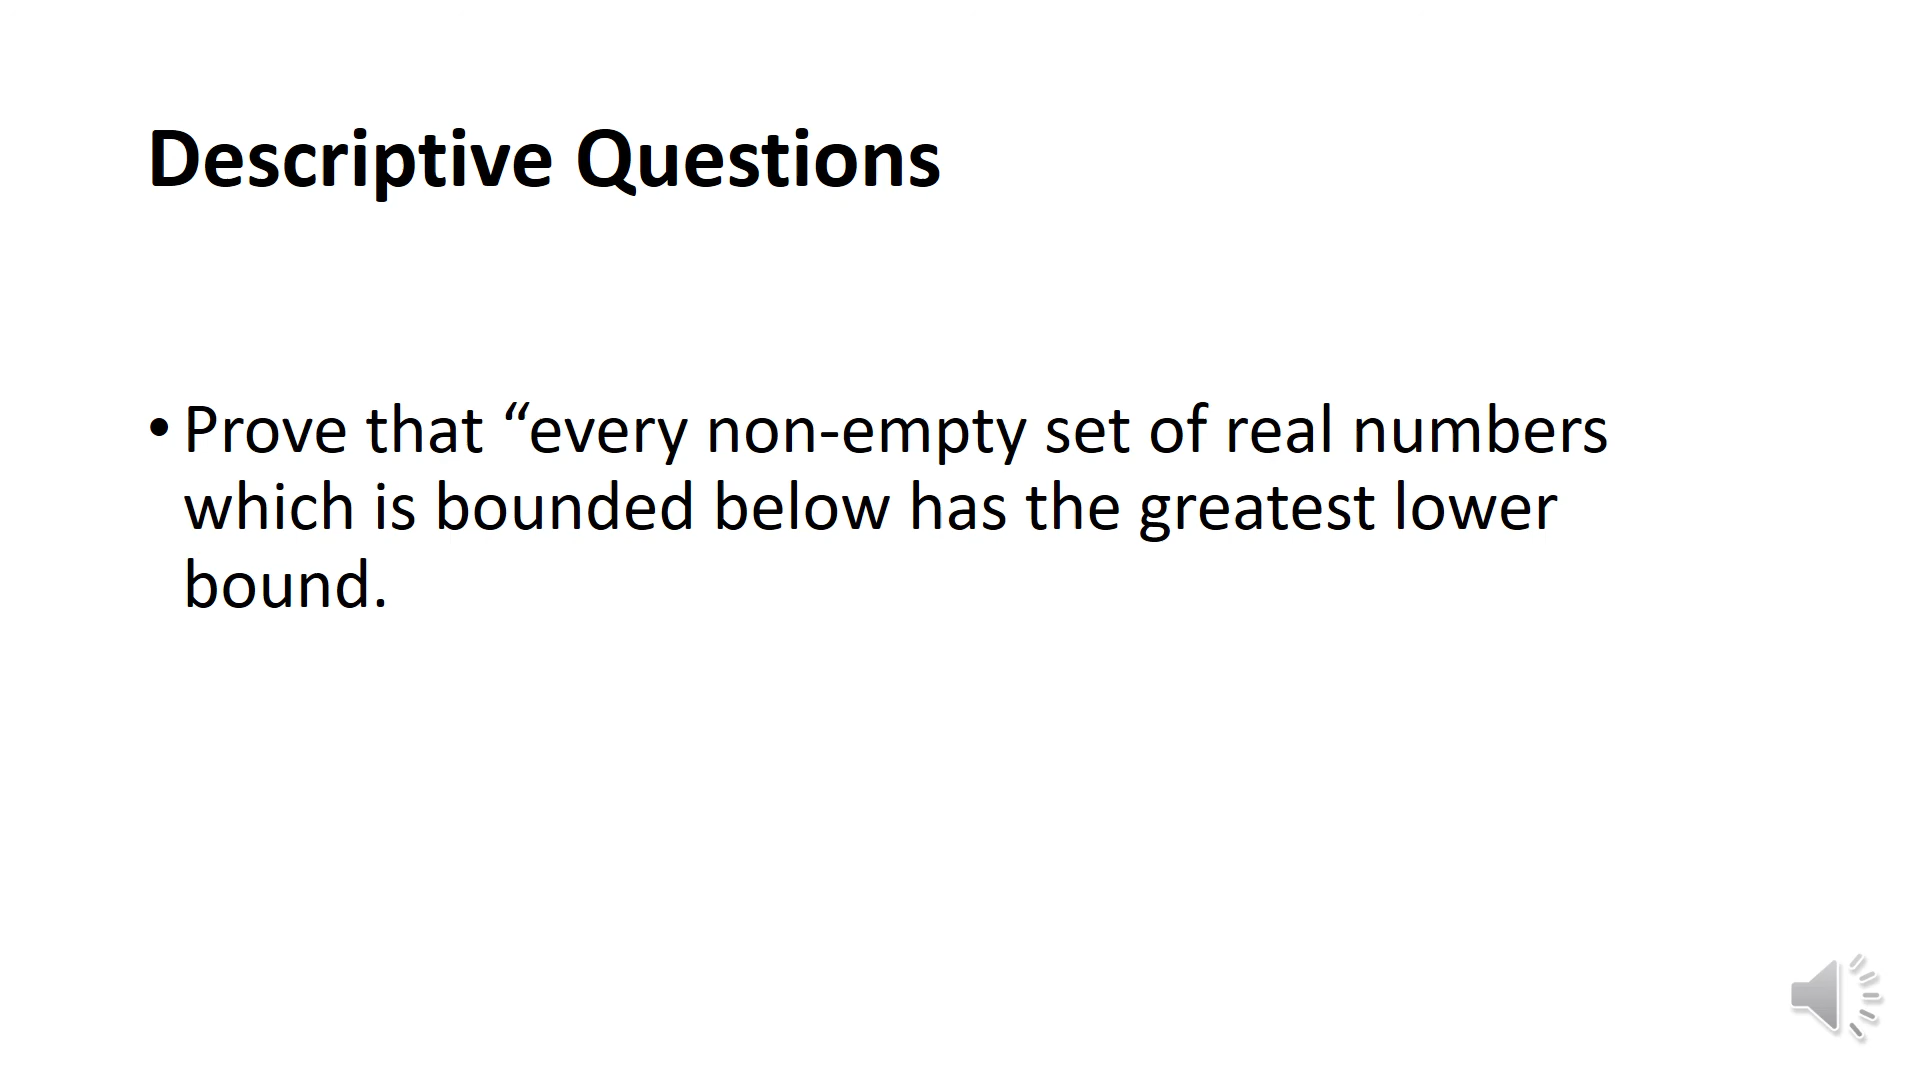 Descriptive Questions
• Prove that “every non-empty set of real numbers
which is bounded below has the greatest lower
bound.